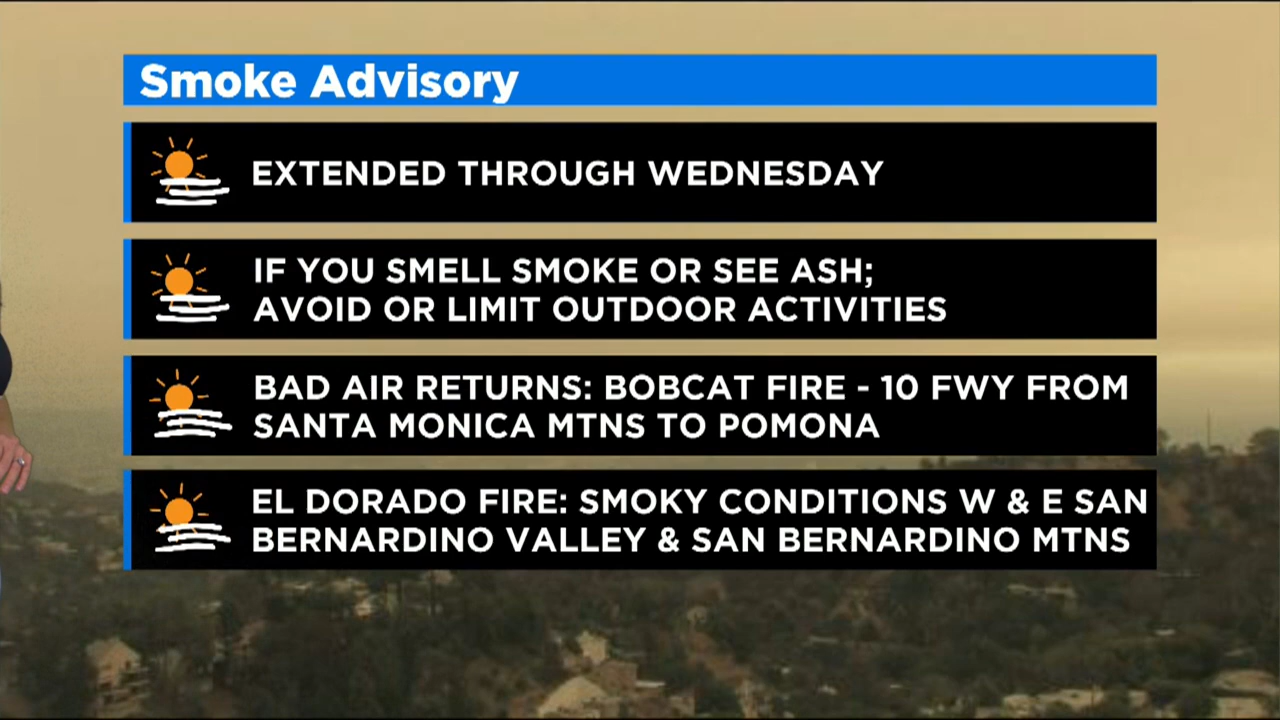 Smoke Advisory
EXTENDED THROUGH WEDNESDAY
IF YOU SMELL SMOKE OR SEE ASH;
AVOID OR LIMIT OUTDOOR ACTIVITIES
BAD AIR RETURNS: BOBCAT FIRE - 10 FWY FROM
SANTA MONICA MTNS TO POMONA
EL DORADO FIRE: SMOKY CONDITIONS W & E SAN
BERNARDINO VALLEY & SAN BERNARDINO MTNS